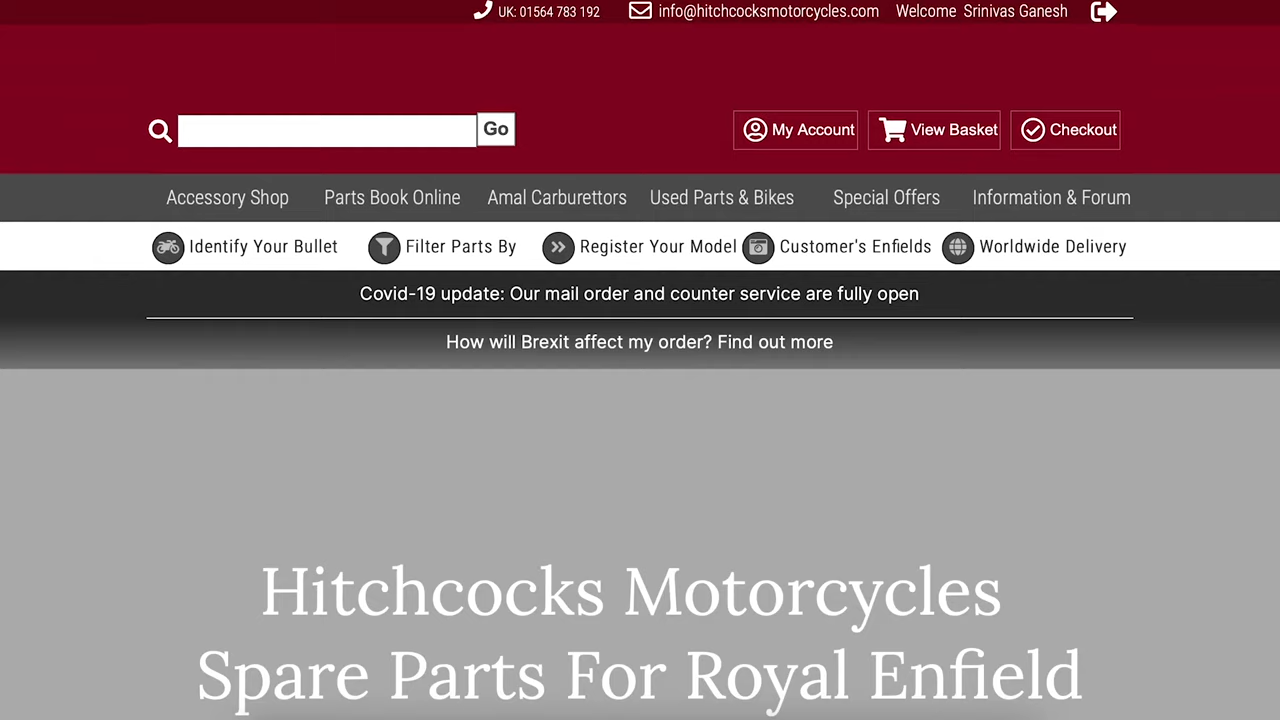 UK: 01564 783 192 info@hitchcocksmotorcycles.com Welcome Srinivas Ganesh
Go My Account View Basket Checkout
Accessory Shop Parts Book Online Amal Carburettors Used Parts & Bikes Special Offers Information & Forum
Identify Your Bullet Filter Parts By Register Your Model Customer's Enfields Worldwide Delivery
Covid-19 update: Our mail order and counter service are fully open
How will Brexit affect my order? Find out more
Hitchcocks Motorcycles
Spare Parts For Royal Enfield